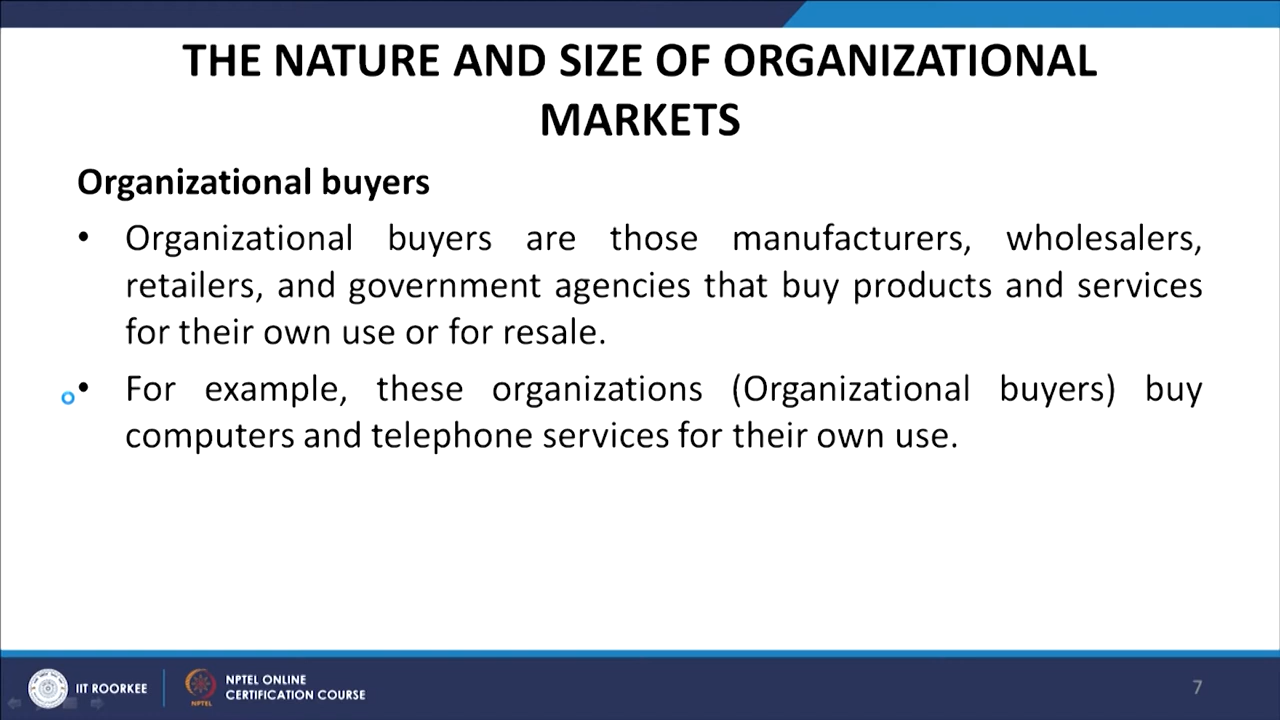 THE NATURE AND SIZE OF ORGANIZATIONAL
MARKETS
Organizational buyers
• Organizational buyers are those manufacturers, wholesalers,
retailers, and government agencies that buy products and services
for their own use or for resale.
• For example, these organizations (Organizational buyers) buy
computers and telephone services for their own use.
IIT ROORKEE
NPTEL
NPTEL ONLINE
CERTIFICATION COURSE
7